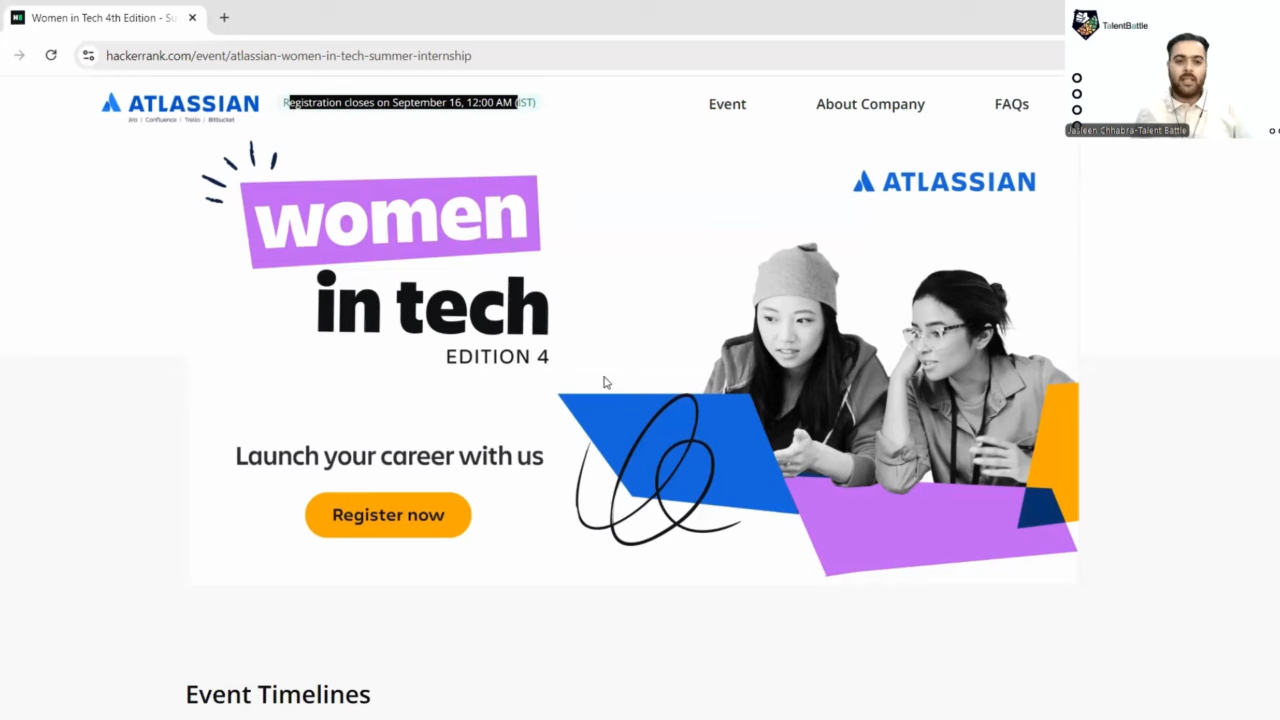 Women in Tech 4th Edition - Su
hackerrank.com/event/atlassian-women-in-tech-summer-internship
TalentBattle
Jasleen Chhabra-Talent Battle
ATLASSIAN
Jira | Confluence | Trello | Bitbucket
Registration closes on September 16, 12:00 AM (IST)
Event
About Company
FAQs
women
in tech
EDITION 4
ATLASSIAN
Launch your career with us
Register now
Event Timelines